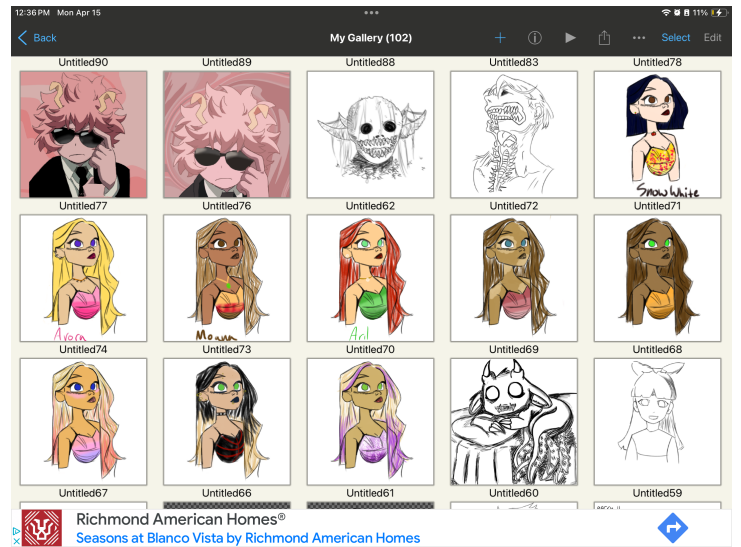 12:36 PM Mon Apr 15
11%
Back
My Gallery (102)
Select
Edit
Untitled90
Untitled89
Untitled88
Untitled83
Untitled78
Snow White
Untitled77
Untitled76
Untitled62
Untitled72
Untitled71
Avora
Moana
Aril
Untitled74
Untitled73
Untitled70
Untitled69
Untitled68
Untitled67
Untitled66
Untitled61
Untitled60
Untitled59
Richmond American Homes®
Seasons at Blanco Vista by Richmond American Homes